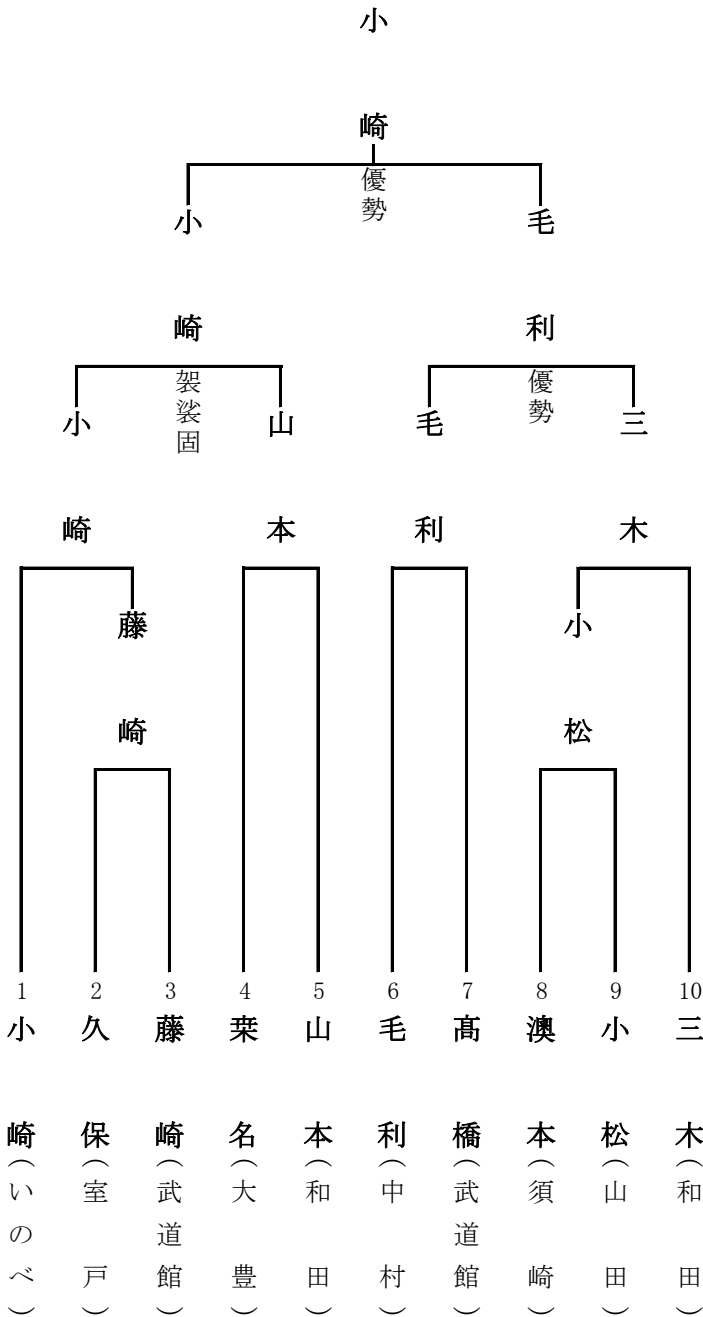 小崎
優勢
小崎
毛利
袈裟固
優勢
小崎
山本
毛利
三木
藤崎
小松
1
2
3
4
5
6
7
8
9
10
小崎(いのべ)
久保(室戸)
藤崎(武道館)
桒名(大豊)
山本(和田)
毛利(中村)
髙橋(武道館)
澳本(須崎)
小松(山田)
三木(和田)